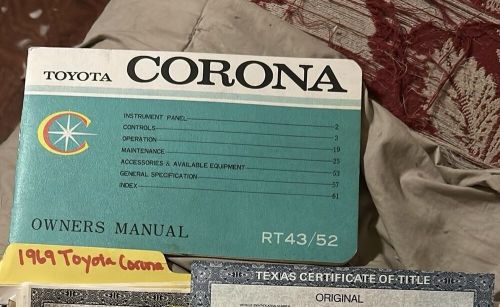 TOYOTA CORONA
INSTRUMENT PANEL 2
CONTROLS 3
OPERATION 19
MAINTENANCE 25
ACCESSORIES & AVAILABLE EQUIPMENT 53
GENERAL SPECIFICATION 57
INDEX 61
OWNERS MANUAL RT43/52
1969 Toyota Corona
TEXAS CERTIFICATE OF TITLE
ORIGINAL